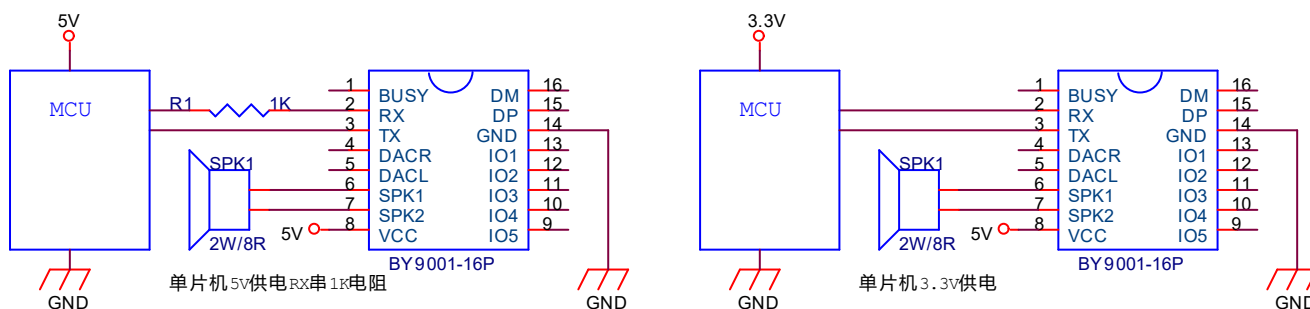 5V
MCU
R1
1K
1
2
3
4
5
6
7
8
BUSY
RX
TX
DACR
DACL
SPK1
SPK2
VCC
DM
DP
GND
IO1
IO2
IO3
IO4
IO5
16
15
14
13
12
11
10
9
SPK1
2W/8R
5V
BY9001-16P
GND
单片机5V供电RX串1K电阻
GND
3.3V
MCU
1
2
3
4
5
6
7
8
BUSY
RX
TX
DACR
DACL
SPK1
SPK2
VCC
DM
DP
GND
IO1
IO2
IO3
IO4
IO5
16
15
14
13
12
11
10
9
SPK1
2W/8R
5V
BY9001-16P
GND
单片机3.3V供电
GND